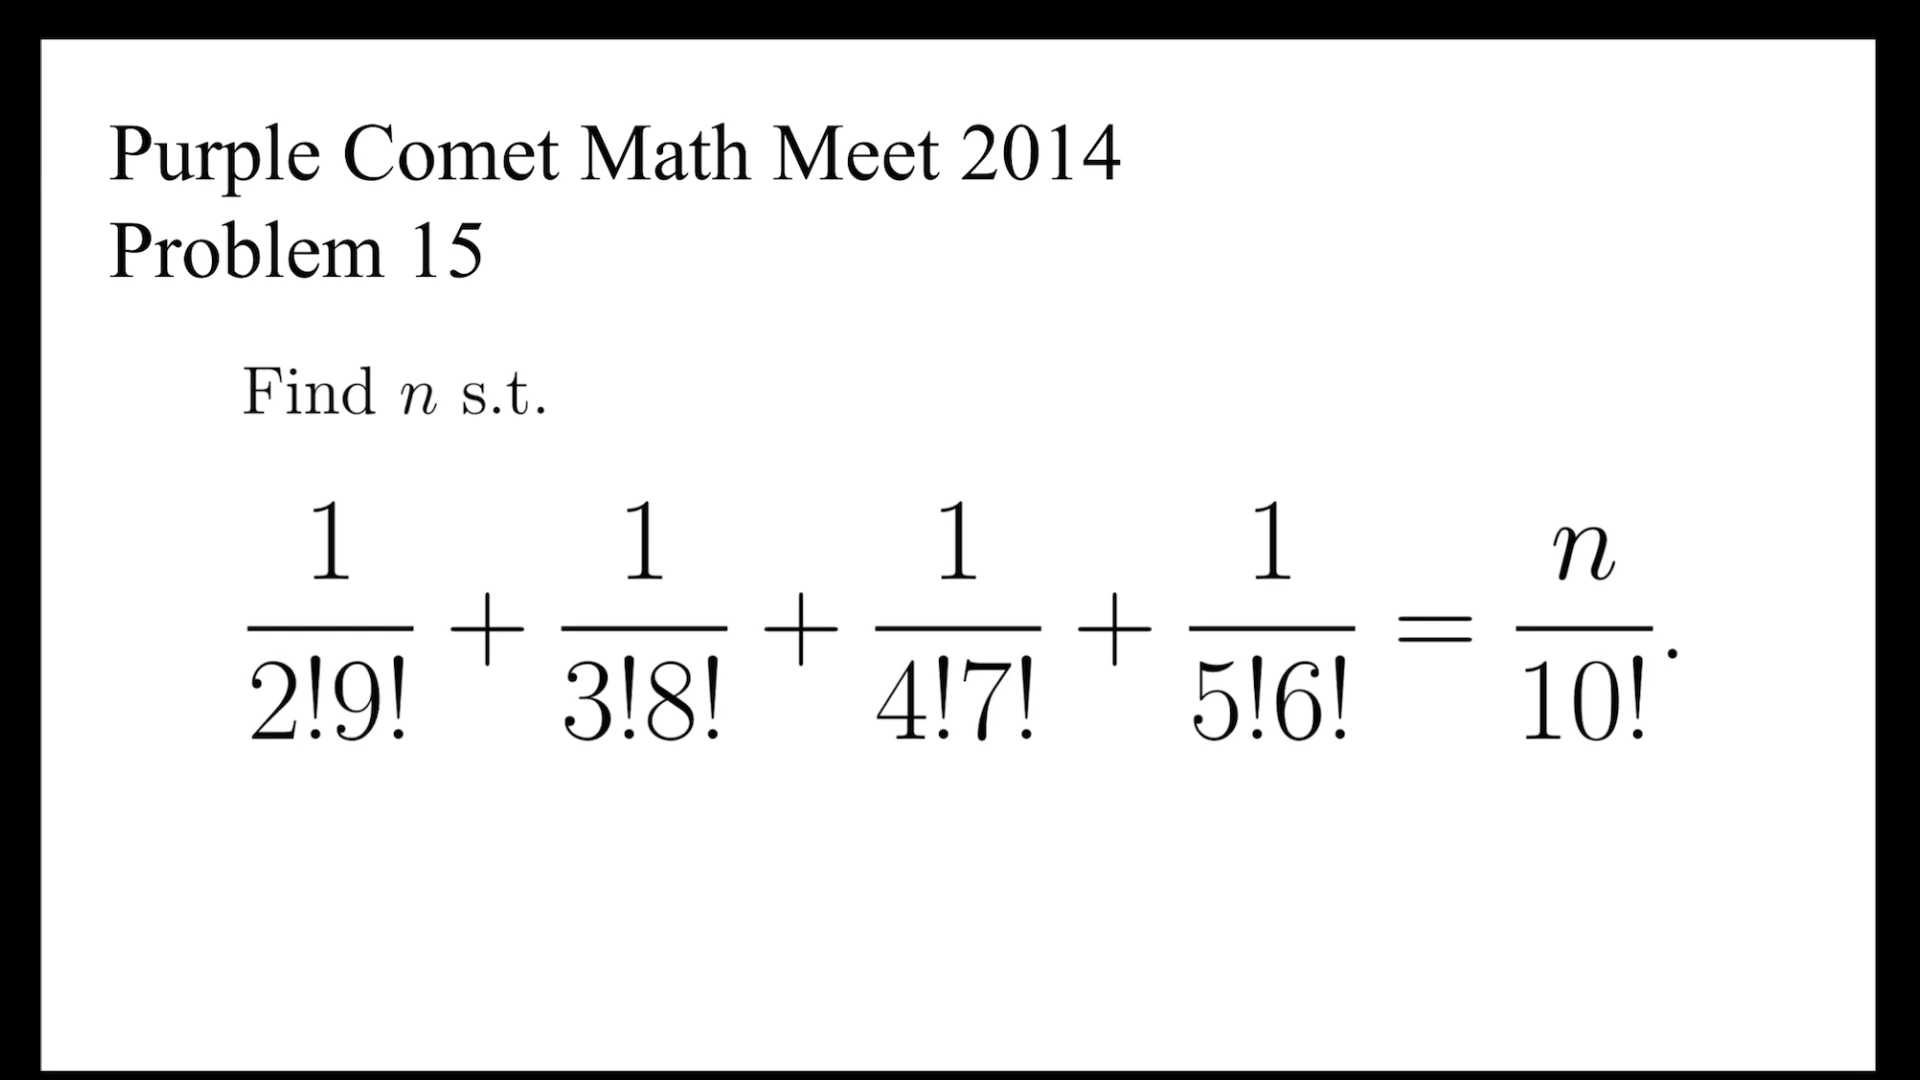 Purple Comet Math Meet 2014
Problem 15
Find n s.t.
1/2!9! + 1/3!8! + 1/4!7! + 1/5!6! = n/10!.